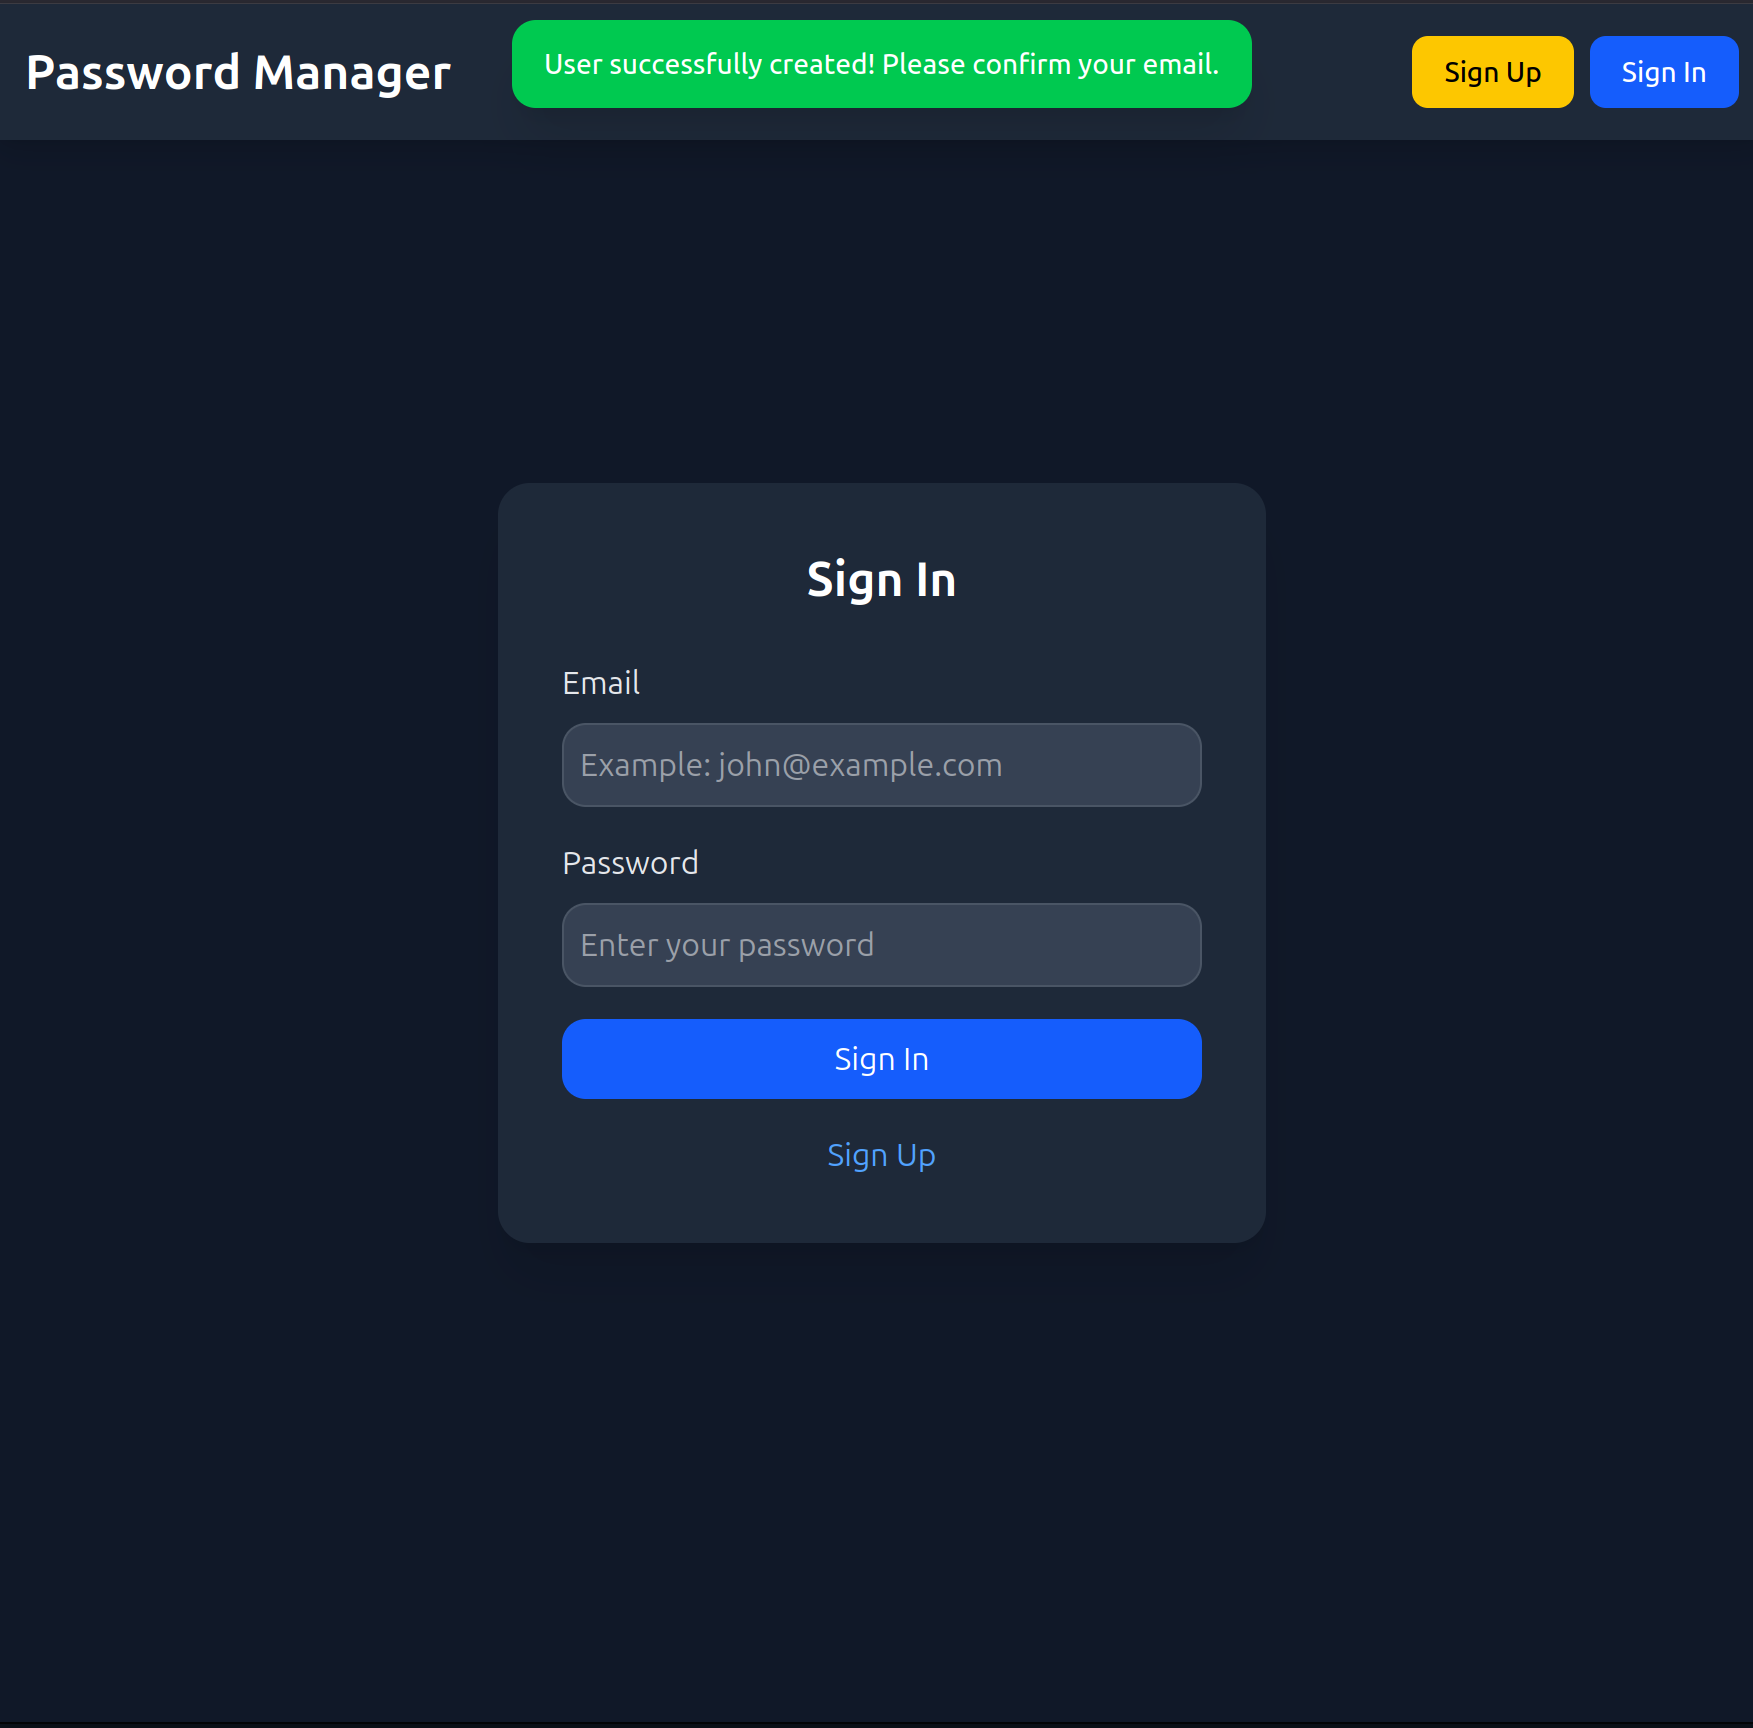 Password Manager
User successfully created! Please confirm your email.
Sign Up
Sign In
Sign In
Email
Example: john@example.com
Password
Enter your password
Sign In
Sign Up